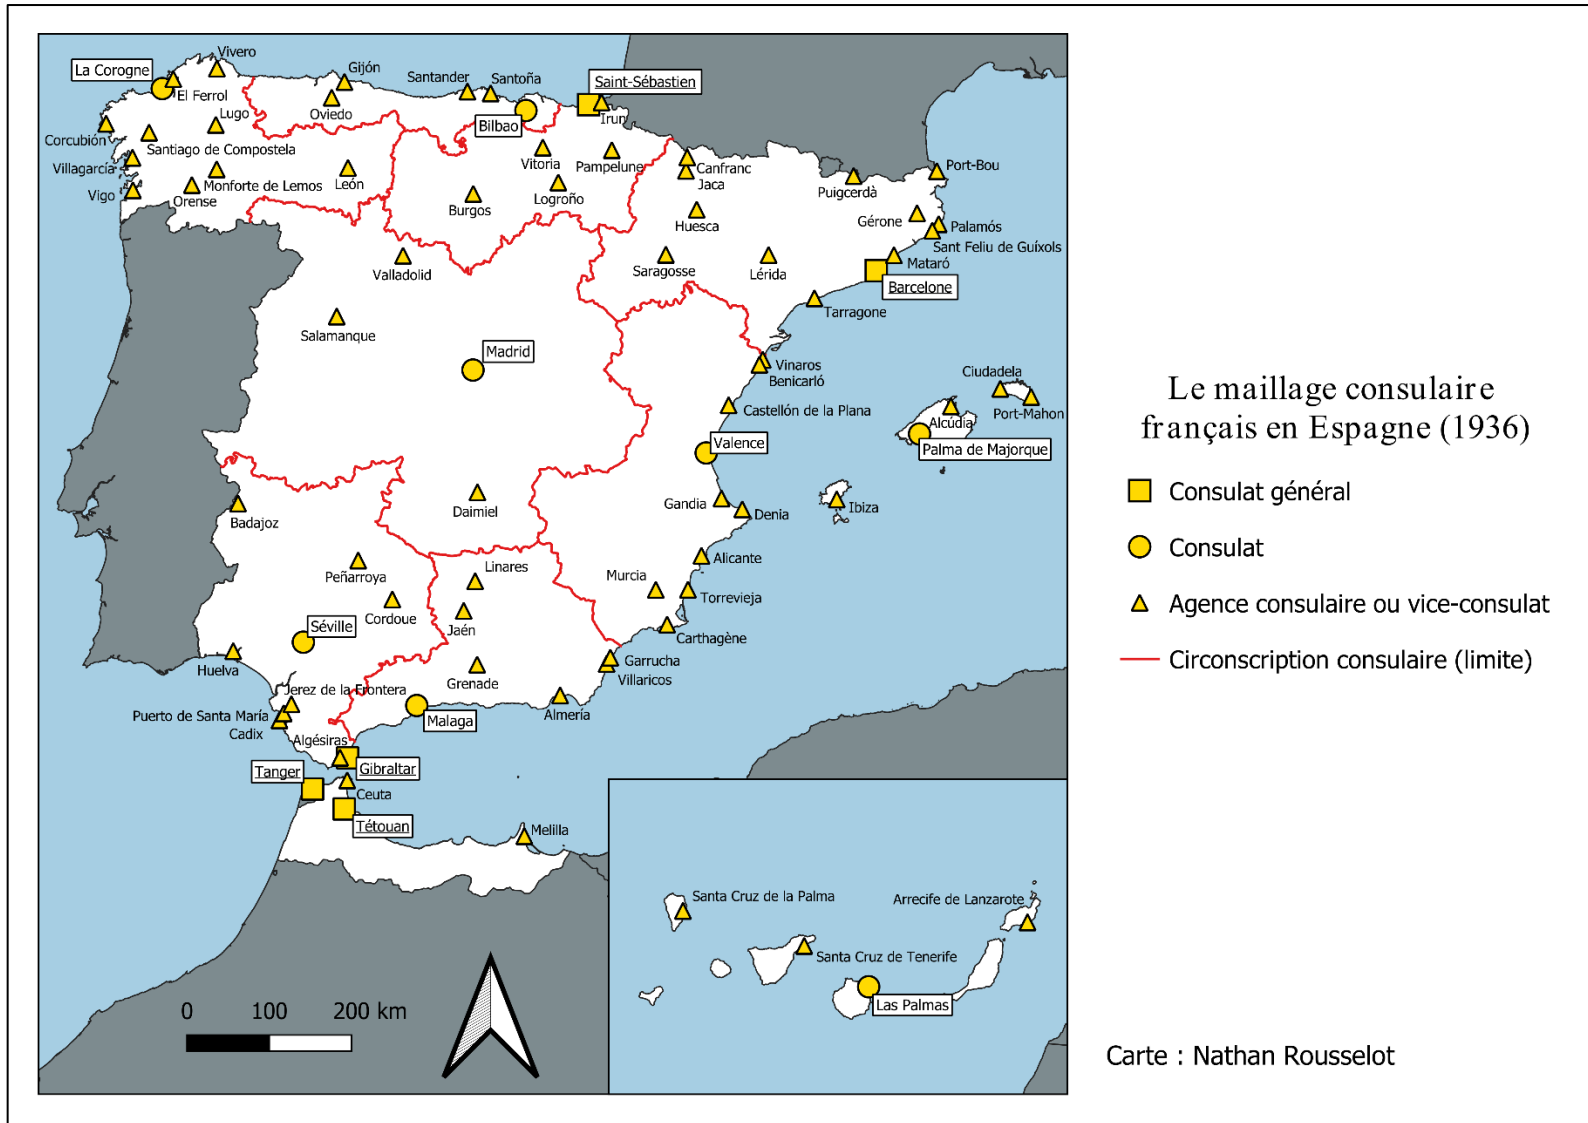 Vivero
La Corogne
Gijón
Santander
Santoña
Saint-Sébastien
El Ferrol
Oviedo
Bilbao
Irun
Lugo
Corcubión
Santiago de Compostela
Vitoria
Pampelune
Canfranc
Port-Bou
Villagarcía
Monforte de Lemos
León
Jaca
Puigcerdà
Vigo
Orense
Burgos
Logroño
Huesca
Gérone
Palamós
Sant Feliu de Guíxols
Valladolid
Saragosse
Lérida
Mataró
Barcelone
Tarragone
Salamanque
Madrid
Vinaros
Benicarló
Ciudadela
Castellón de la Plana
Port-Mahon
Alcúdia
Valence
Palma de Majorque
Gandia
Ibiza
Daimiel
Denia
Badajoz
Alicante
Peñarroya
Linares
Murcia
Torrevieja
Cordoue
Jaén
Séville
Carthagène
Huelva
Grenade
Garrucha
Villaricos
Jerez de la Frontera
Puerto de Santa María
Cadix
Malaga
Almería
Algésiras
Tanger
Gibraltar
Ceuta
Tétouan
Melilla
Santa Cruz de la Palma
Arrecife de Lanzarote
Santa Cruz de Tenerife
Las Palmas
0 100 200 km
Le maillage consulaire
français en Espagne (1936)
Consulat général
Consulat
Agence consulaire ou vice-consulat
Circonscription consulaire (limite)
Carte : Nathan Rousselot